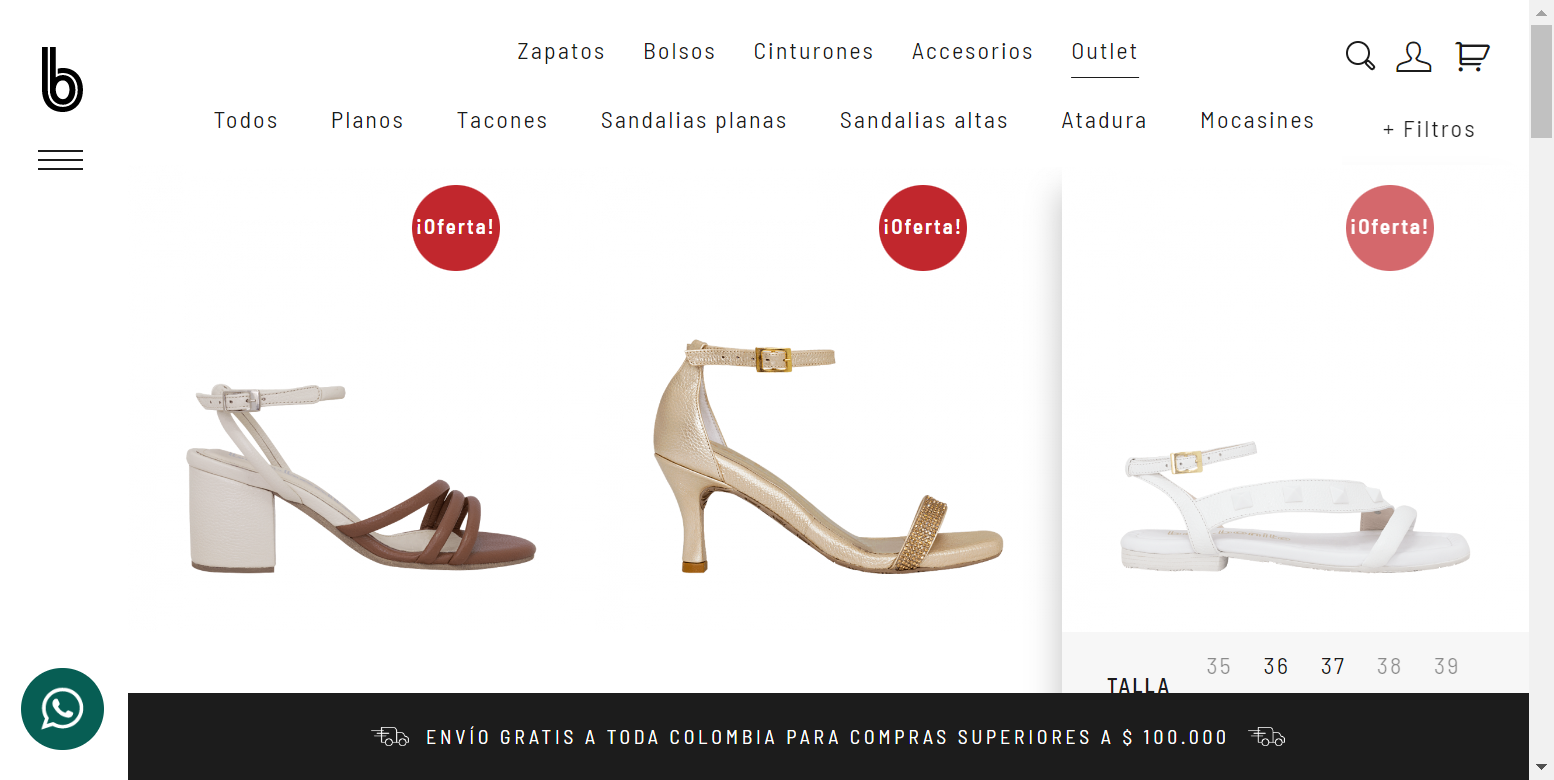 b
Zapatos Bolsos Cinturones Accesorios Outlet
Todos Planos Tacones Sandalias planas Sandalias altas Atadura Mocasines + Filtros
¡Oferta! ¡Oferta! ¡Oferta!
35 36 37 38 39
TALLA
ENVÍO GRATIS A TODA COLOMBIA PARA COMPRAS SUPERIORES A $ 100.000